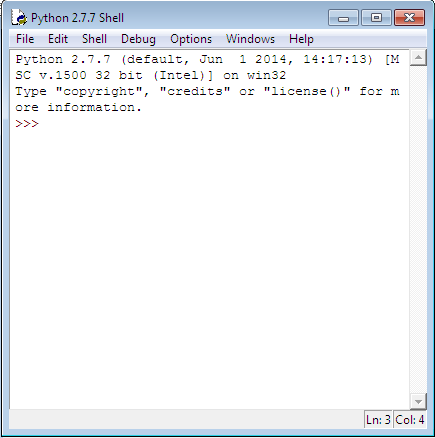 Python 2.7.7 Shell
File Edit Shell Debug Options Windows Help
Python 2.7.7 (default, Jun  1 2014, 14:17:13) [M
SC v.1500 32 bit (Intel)] on win32
Type "copyright", "credits" or "license()" for m
ore information.
>>>
Ln: 3 Col: 4